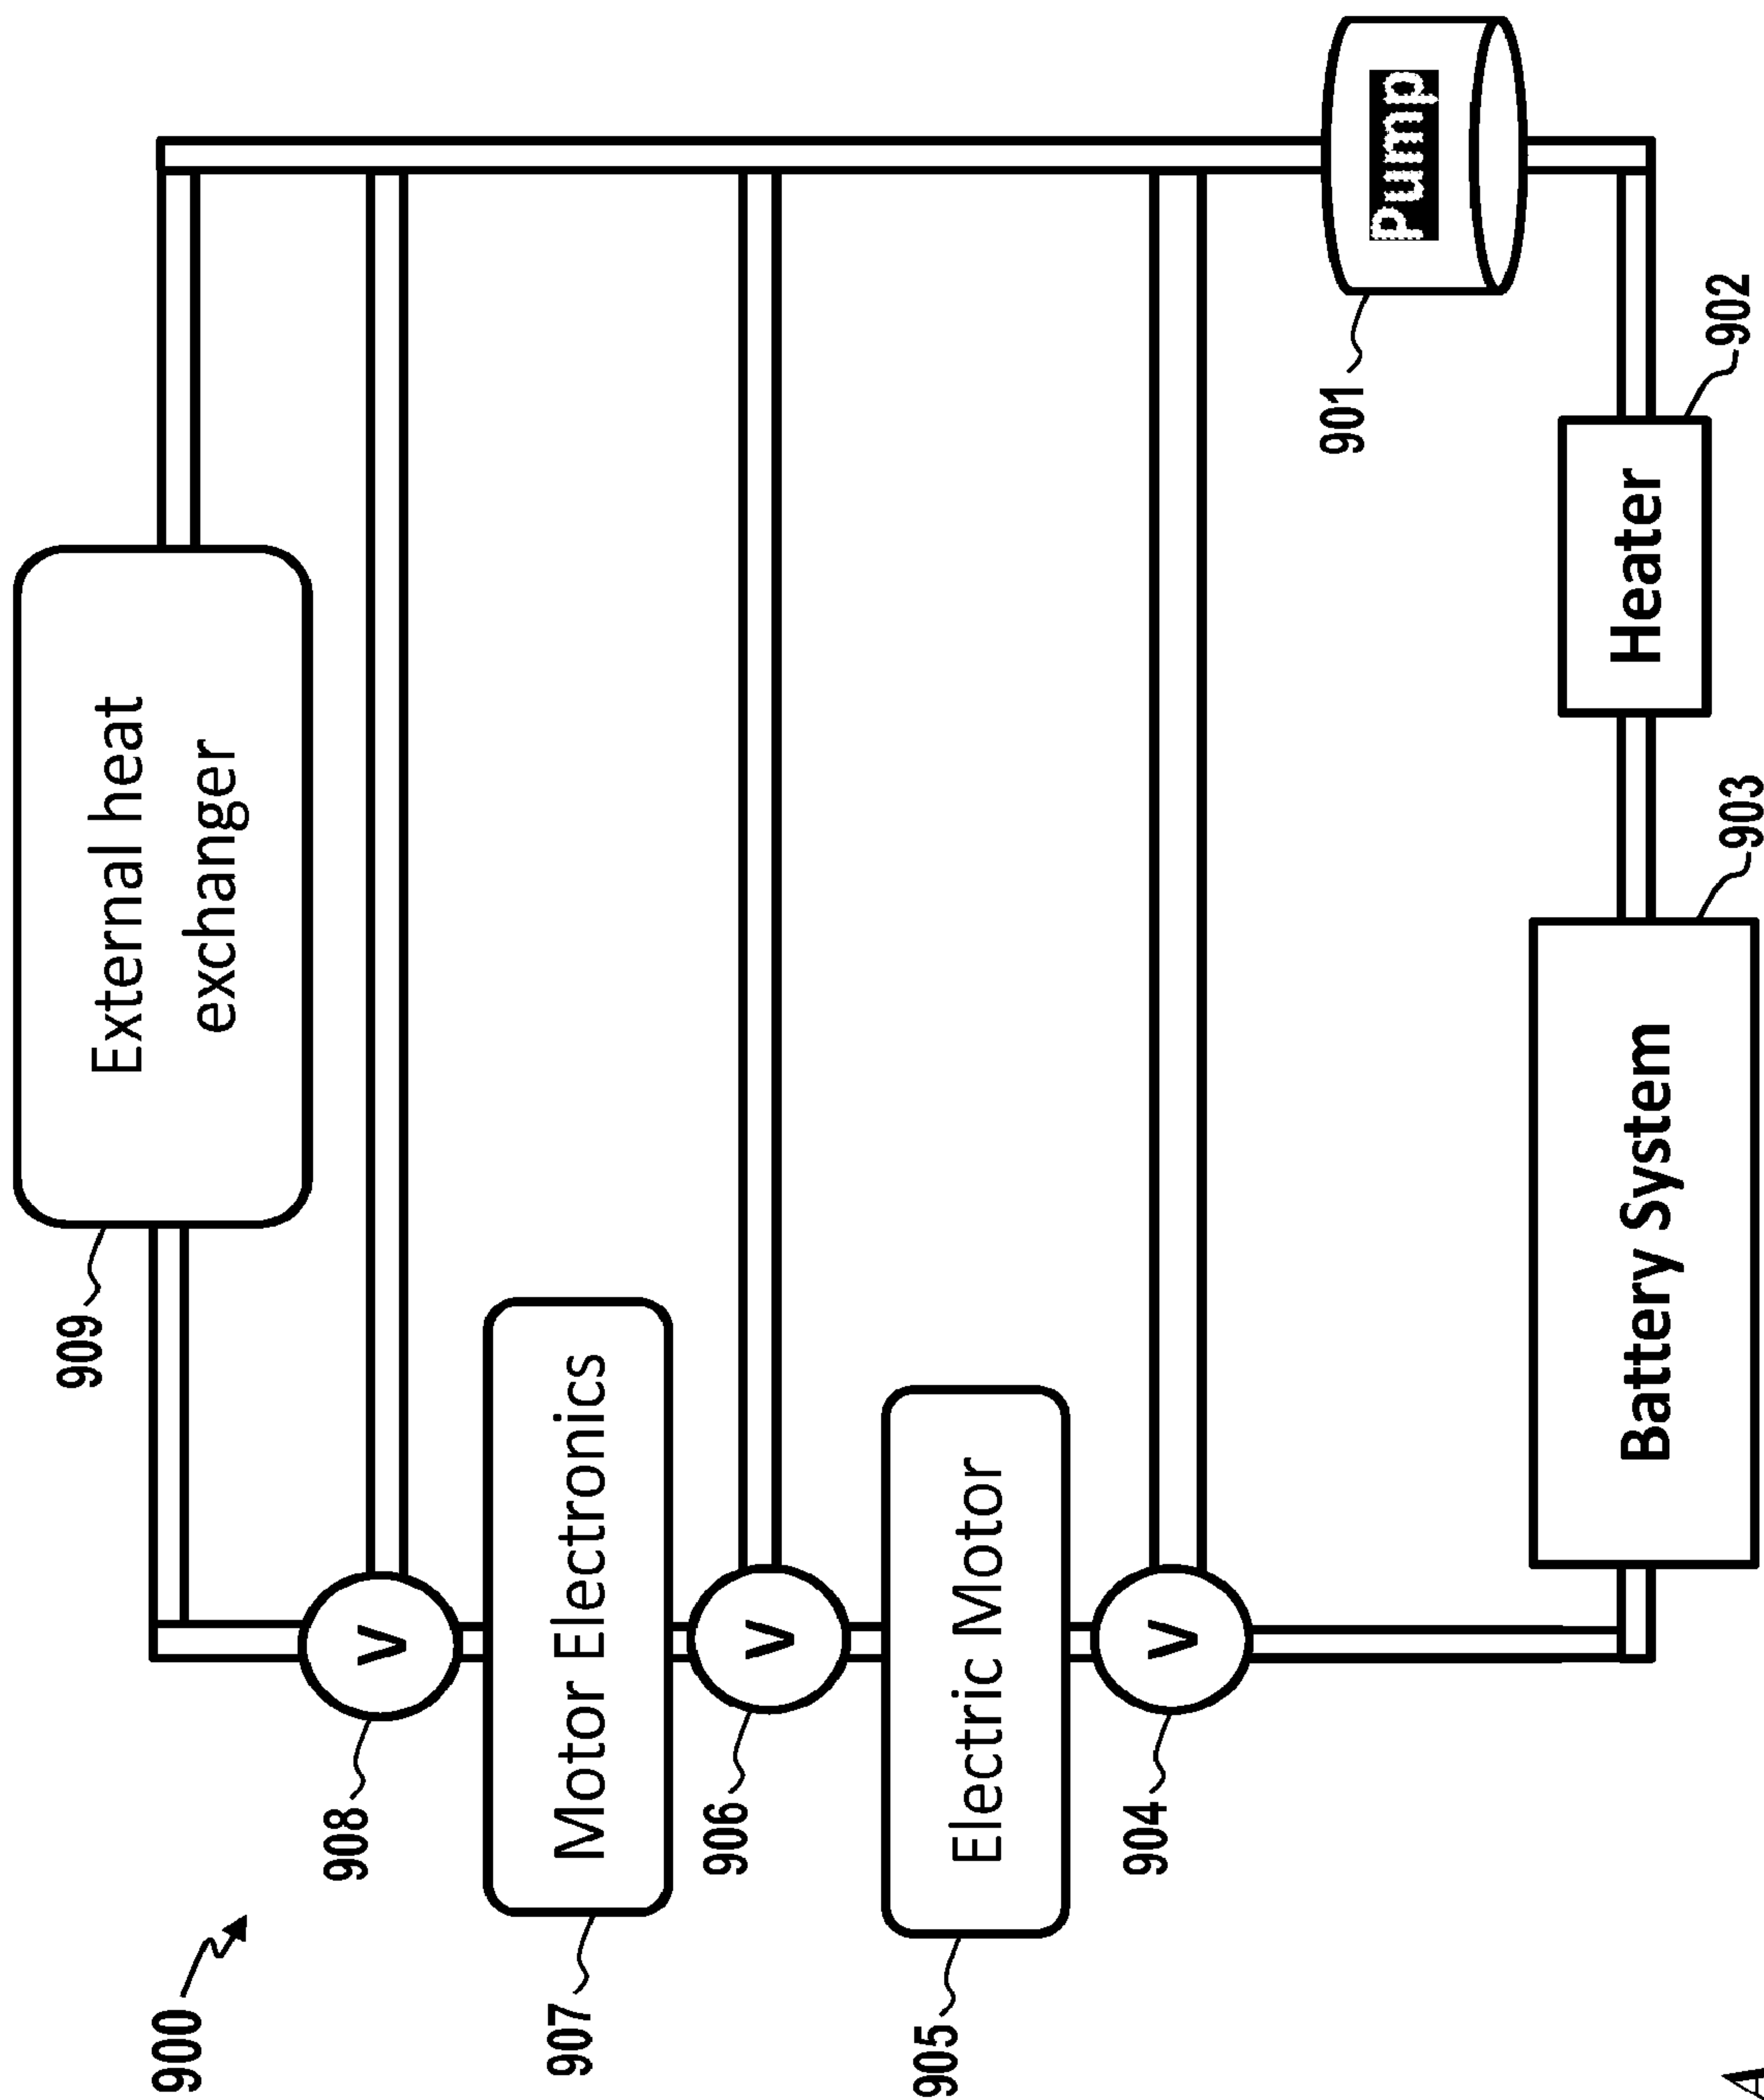 900
909
External heat
exchanger
908
Motor Electronics
907
V
V
V
906
Electric Motor
905
904
901
Pump
Heater
902
Battery System
903